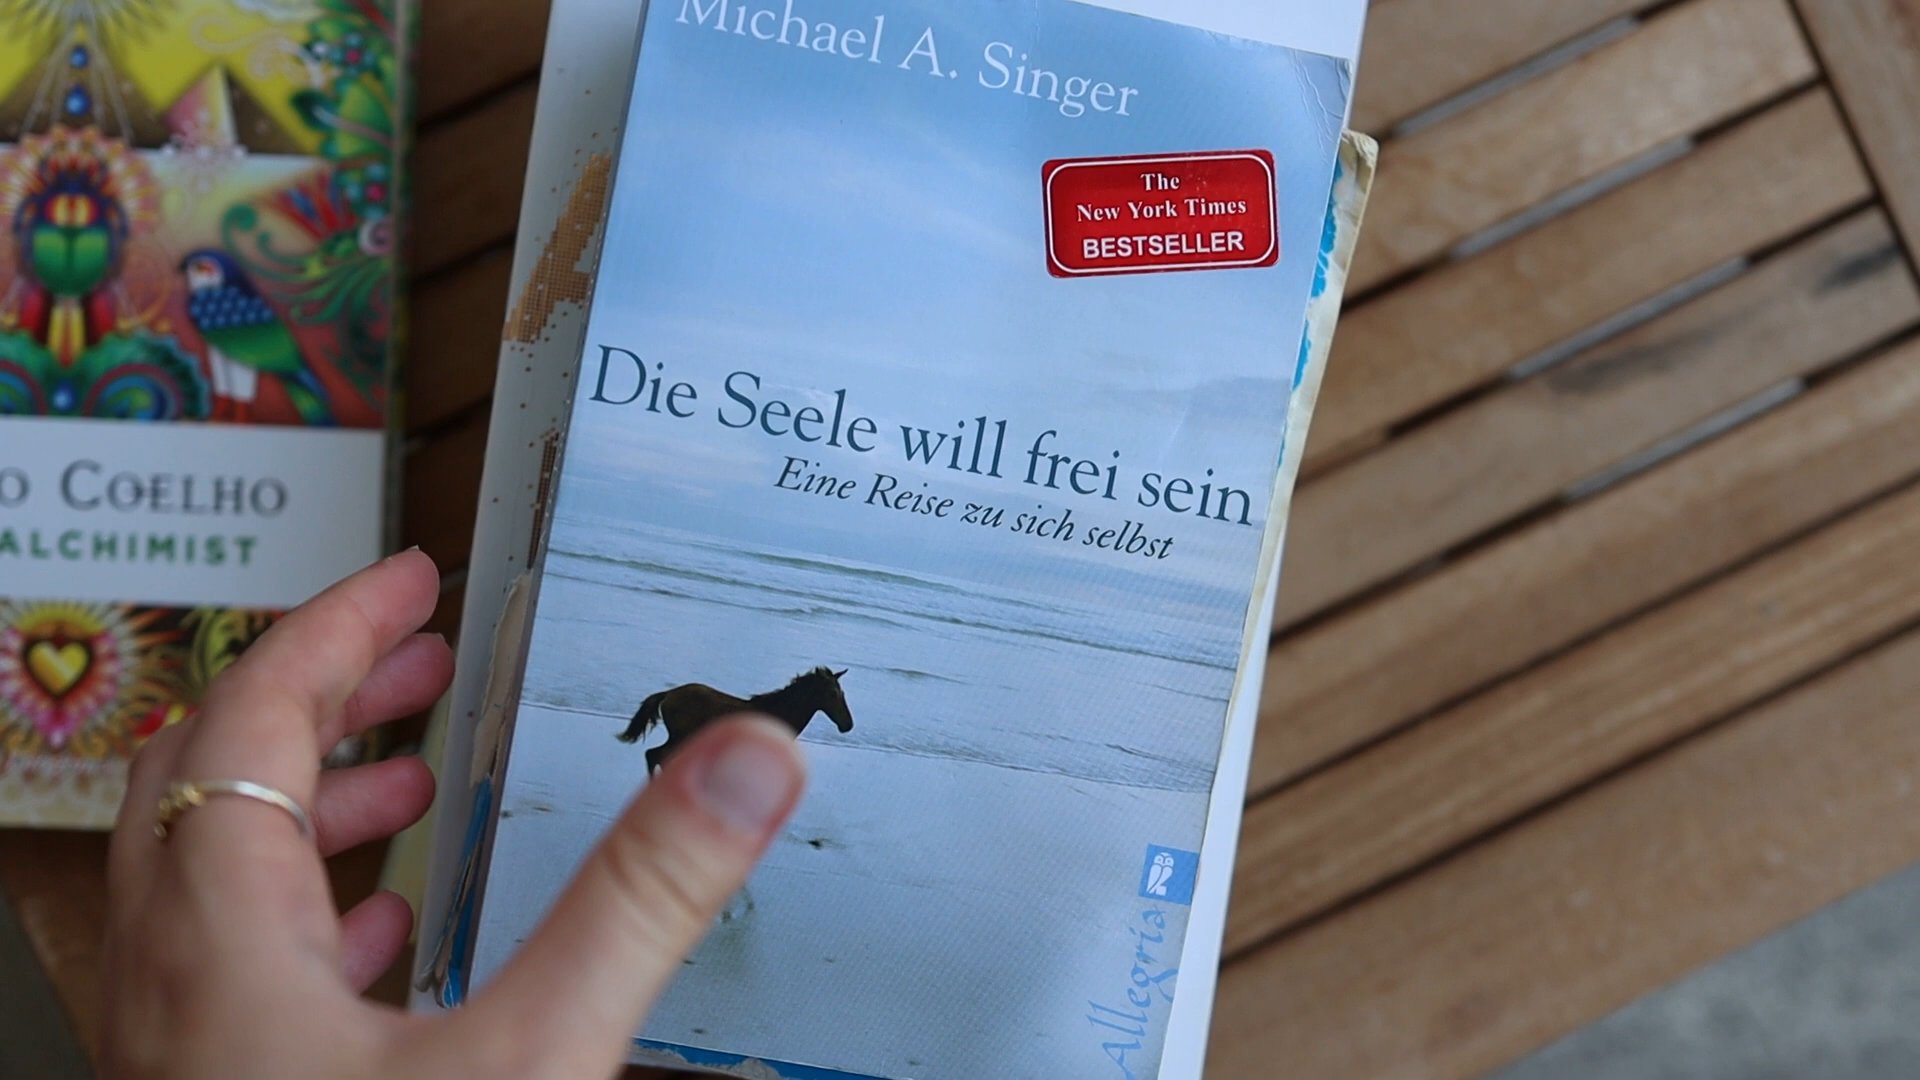 Michael A. Singer
The
New York Times
BESTSELLER
Die Seele will frei sein
Eine Reise zu sich selbst
Allegria
O COELHO
ALCHIMIST